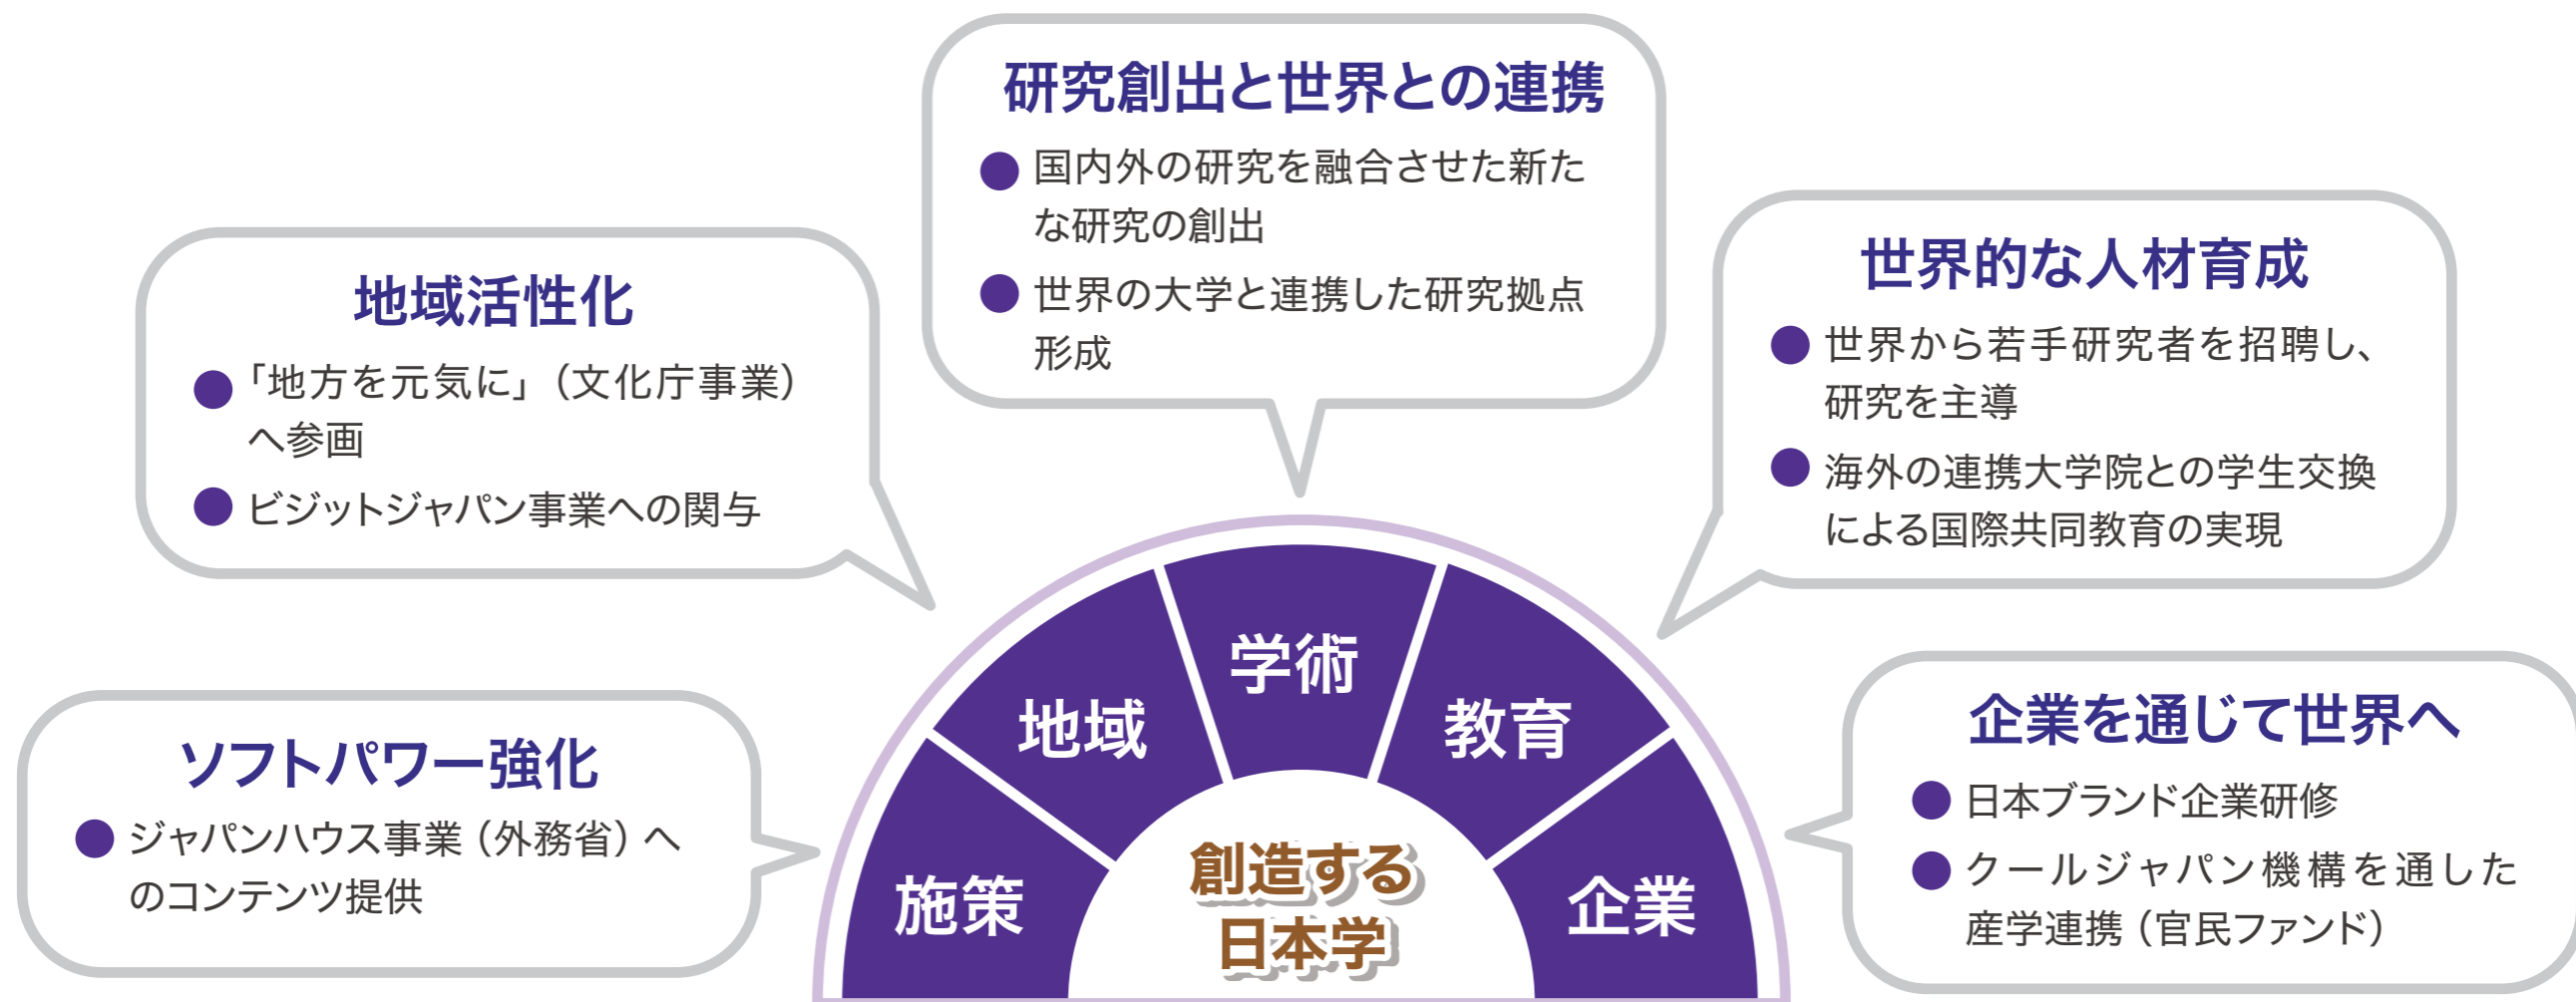 研究創出と世界との連携
●国内外の研究を融合させた新た
な研究の創出
●世界の大学と連携した研究拠点
形成
地域活性化
●「地方を元気に」（文化庁事業）
へ参画
●ビジットジャパン事業への関与
世界的な人材育成
●世界から若手研究者を招聘し、
研究を主導
●海外の連携大学院との学生交換
による国際共同教育の実現
ソフトパワー強化
●ジャパンハウス事業（外務省）へ
のコンテンツ提供
企業を通じて世界へ
●日本ブランド企業研修
●クールジャパン機構を通した
産学連携（官民ファンド）
施策
地域
学術
教育
企業
創造する
日本学